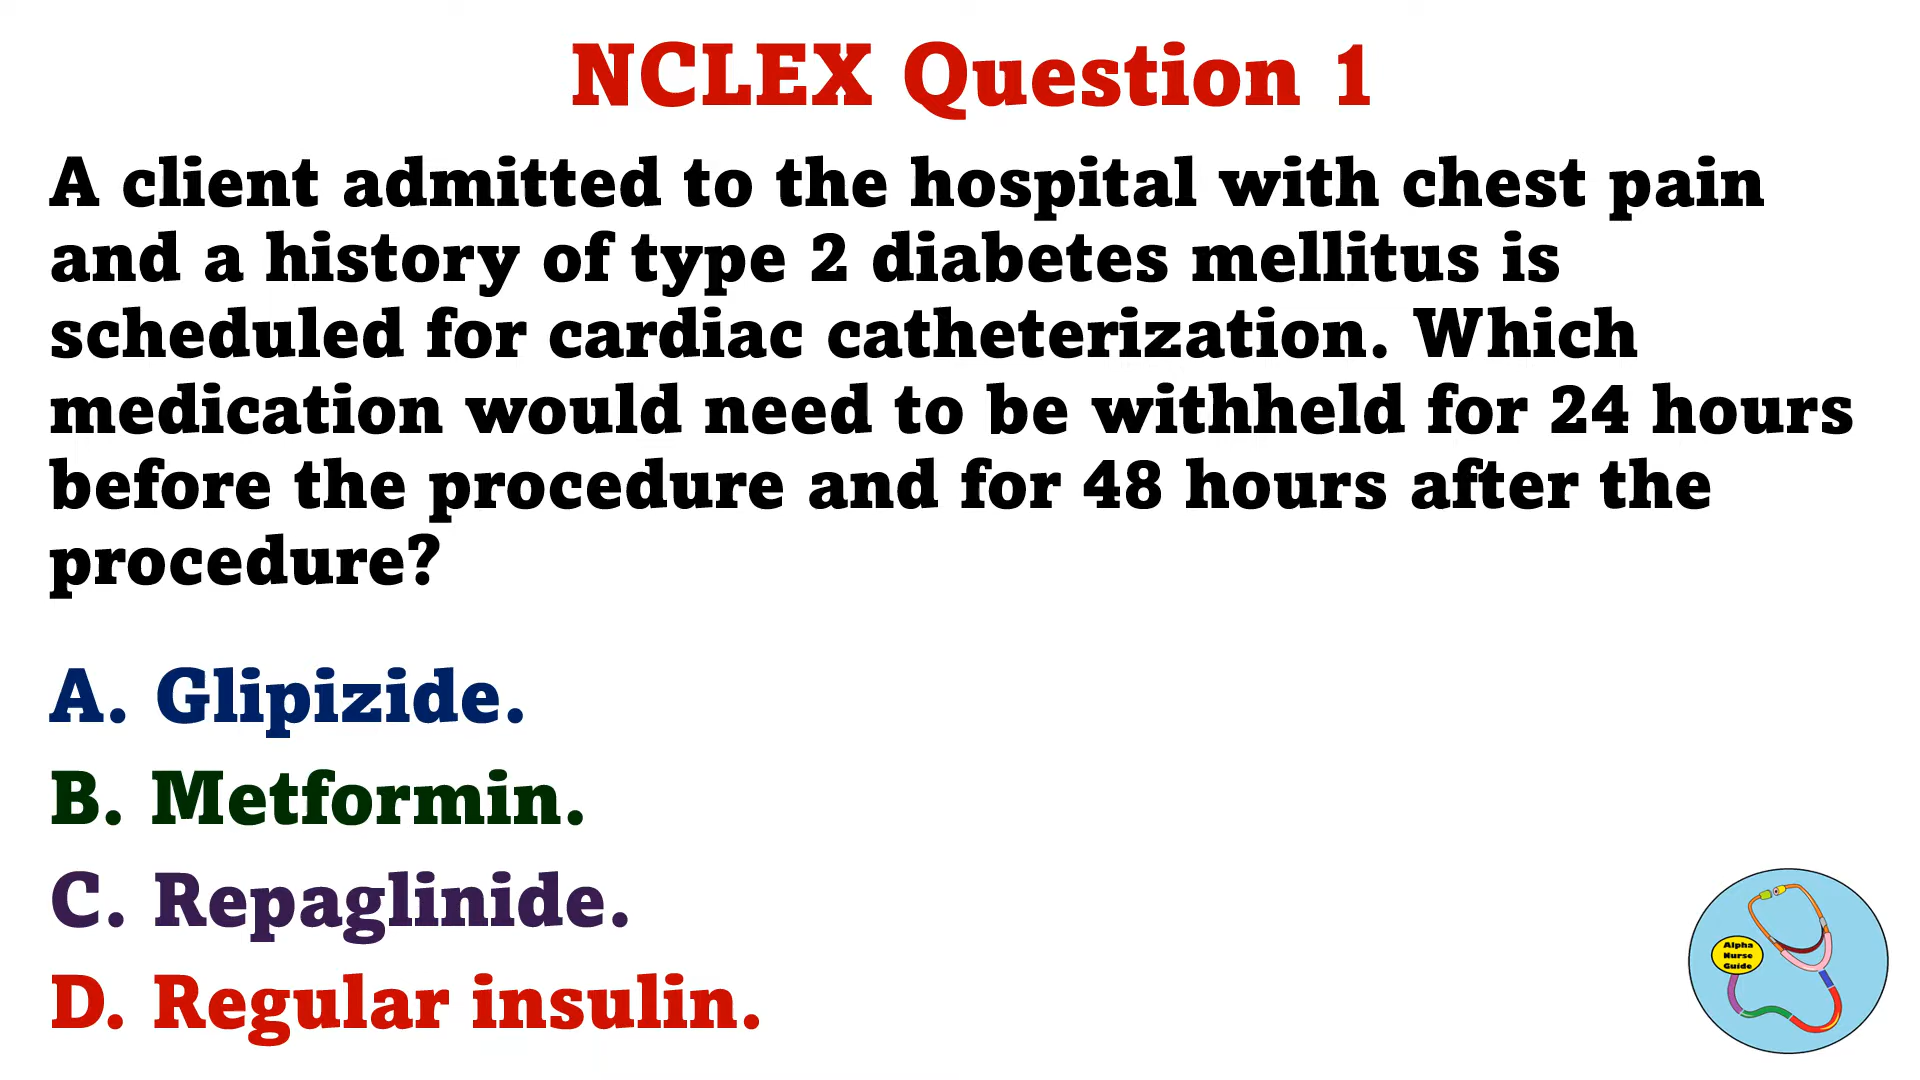 NCLEX Question 1
A client admitted to the hospital with chest pain
and a history of type 2 diabetes mellitus is
scheduled for cardiac catheterization. Which
medication would need to be withheld for 24 hours
before the procedure and for 48 hours after the
procedure?
A. Glipizide.
B. Metformin.
C. Repaglinide.
D. Regular insulin.
Alpha
Nurse
Guide